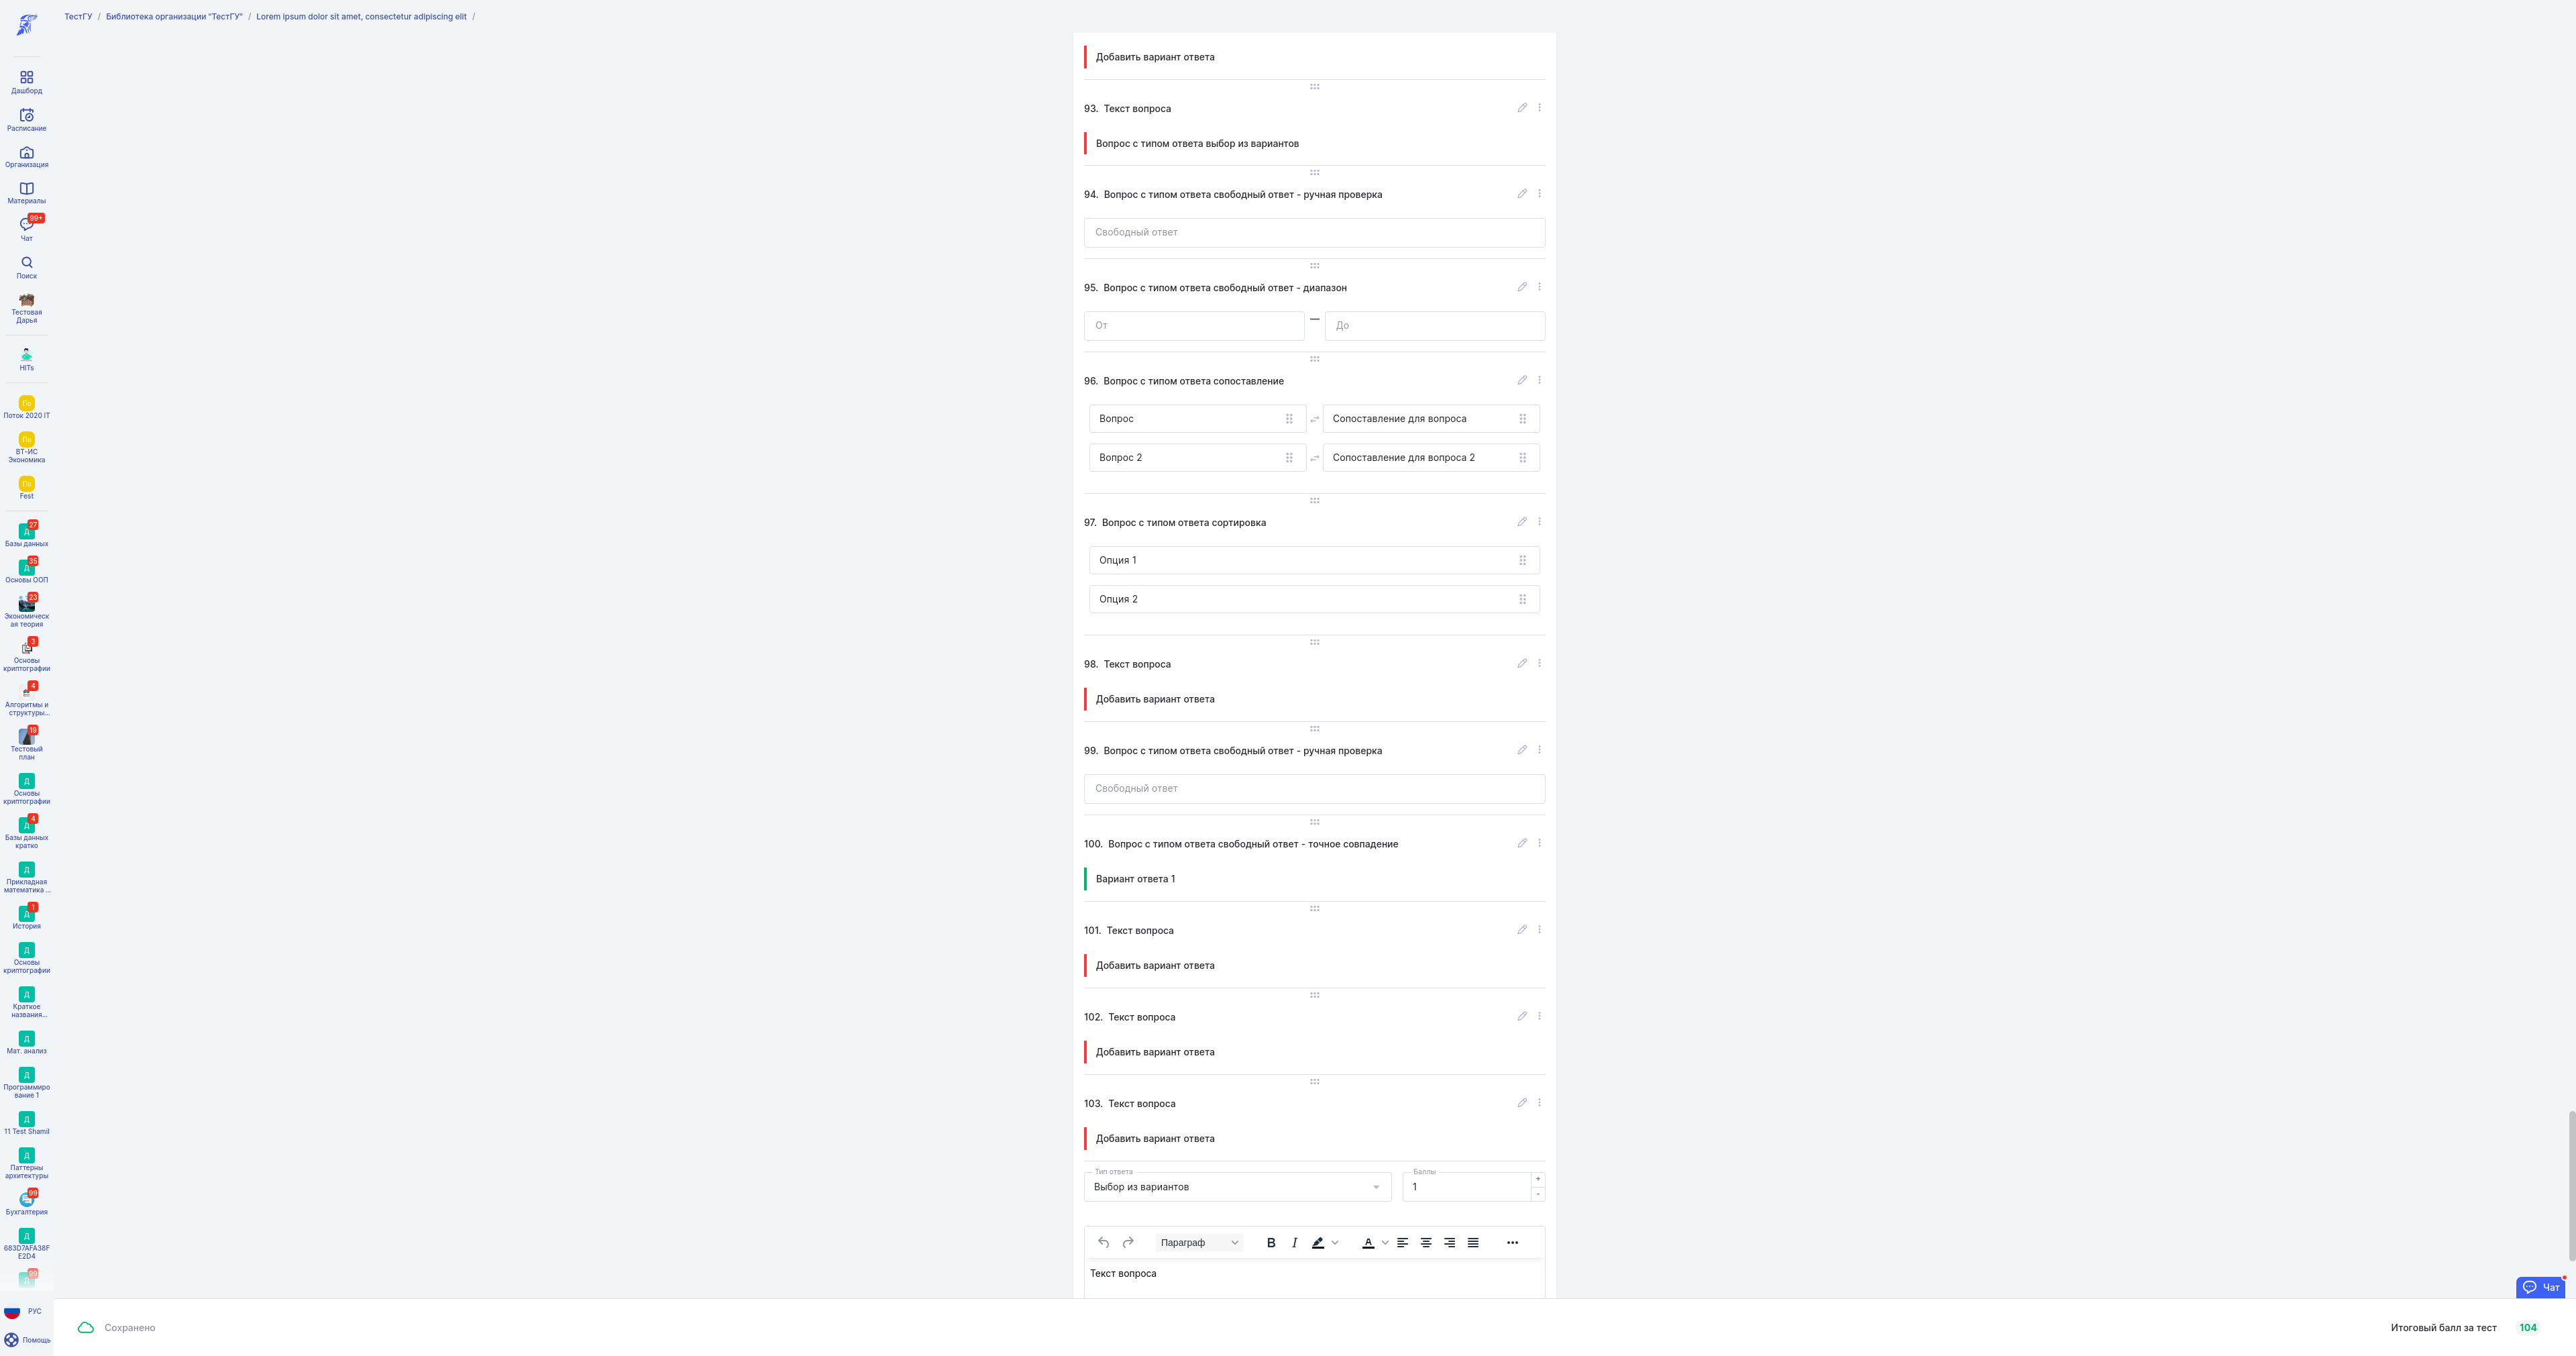 ТестГУ / Библиотека организации "ТестГУ" / Lorem ipsum dolor sit amet, consectetur adipiscing elit /
Дашборд
Расписание
Организация
Материалы
99+
Чат
Поиск
Тестовая
Дарья
HITs
По
Поток 2020 IT
По
ВТ-ИС
Экономика
По
Fest
27
Д
Базы данных
35
Д
Основы ООП
23
Экономическ
ая теория
3
Основы
криптографии
4
Алгоритмы и
структуры...
19
Тестовый
план
Д
Основы
криптографии
4
Д
Базы данных
кратко
Д
Прикладная
математика ...
1
Д
История
Д
Основы
криптографии
Д
Краткое
названия...
Д
Мат. анализ
Д
Программиро
вание 1
Д
11 Test Shamil
Д
Паттерны
архитектуры
99
Бухгалтерия
Д
683D7AFA38F
E2D4
99
Д
РУС
Помощь
Добавить вариант ответа
93. Текст вопроса
Вопрос с типом ответа выбор из вариантов
94. Вопрос с типом ответа свободный ответ - ручная проверка
Свободный ответ
95. Вопрос с типом ответа свободный ответ - диапазон
От — До
96. Вопрос с типом ответа сопоставление
Вопрос Сопоставление для вопроса
Вопрос 2 Сопоставление для вопроса 2
97. Вопрос с типом ответа сортировка
Опция 1
Опция 2
98. Текст вопроса
Добавить вариант ответа
99. Вопрос с типом ответа свободный ответ - ручная проверка
Свободный ответ
100. Вопрос с типом ответа свободный ответ - точное совпадение
Вариант ответа 1
101. Текст вопроса
Добавить вариант ответа
102. Текст вопроса
Добавить вариант ответа
103. Текст вопроса
Добавить вариант ответа
Тип ответа Баллы
Выбор из вариантов 1 + -
Параграф B I A
Текст вопроса
Чат
Сохранено
Итоговый балл за тест 104